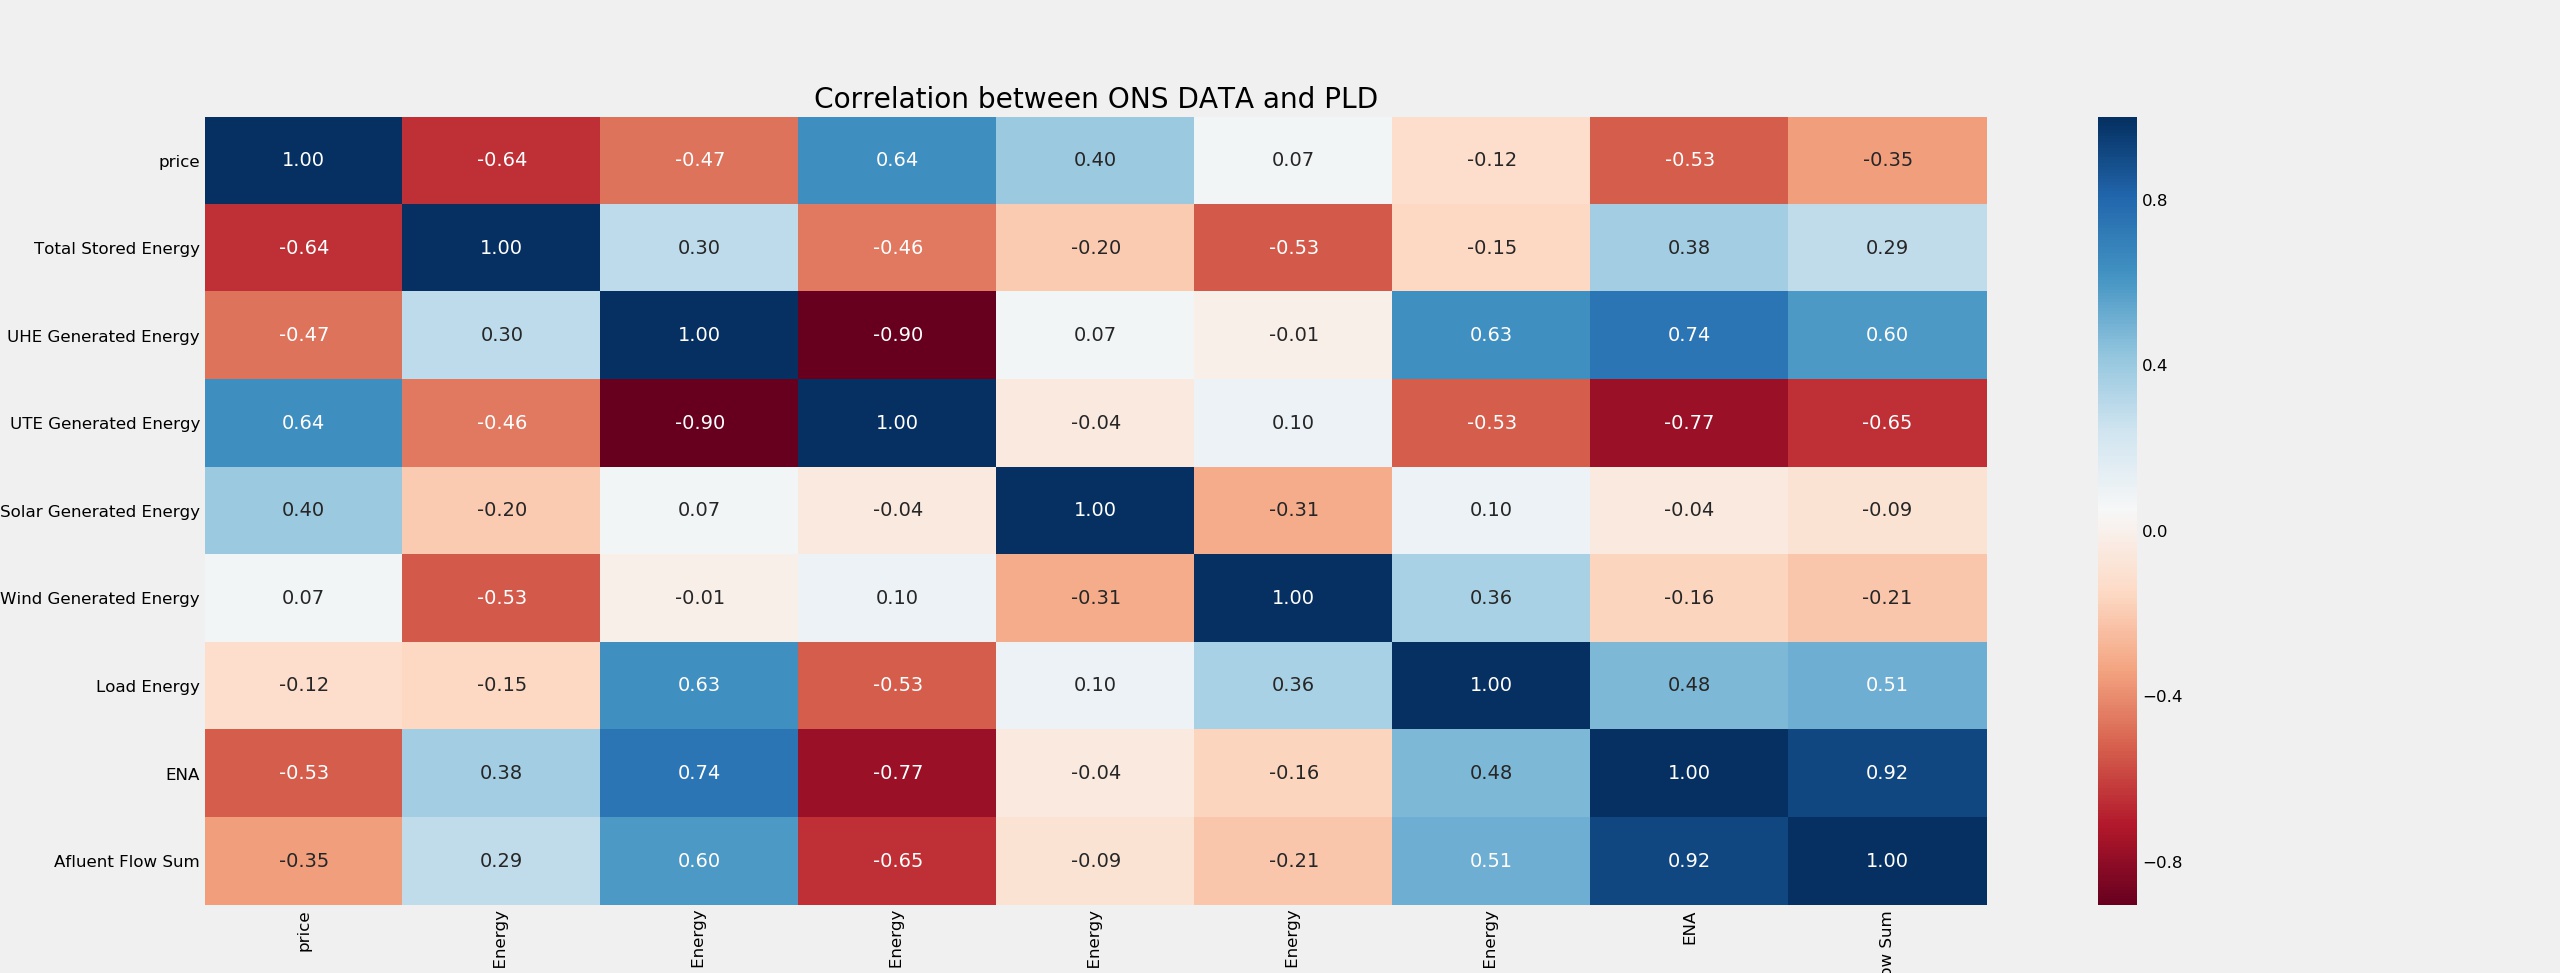 Correlation between ONS DATA and PLD
price 1.00 -0.64 -0.47 0.64 0.40 0.07 -0.12 -0.53 -0.35
Total Stored Energy -0.64 1.00 0.30 -0.46 -0.20 -0.53 -0.15 0.38 0.29
UHE Generated Energy -0.47 0.30 1.00 -0.90 0.07 -0.01 0.63 0.74 0.60
UTE Generated Energy 0.64 -0.46 -0.90 1.00 -0.04 0.10 -0.53 -0.77 -0.65
Solar Generated Energy 0.40 -0.20 0.07 -0.04 1.00 -0.31 0.10 -0.04 -0.09
Wind Generated Energy 0.07 -0.53 -0.01 0.10 -0.31 1.00 0.36 -0.16 -0.21
Load Energy -0.12 -0.15 0.63 -0.53 0.10 0.36 1.00 0.48 0.51
ENA -0.53 0.38 0.74 -0.77 -0.04 -0.16 0.48 1.00 0.92
Afluent Flow Sum -0.35 0.29 0.60 -0.65 -0.09 -0.21 0.51 0.92 1.00
price Energy Energy Energy Energy Energy Energy ENA ow Sum
0.8
0.4
0.0
−0.4
−0.8